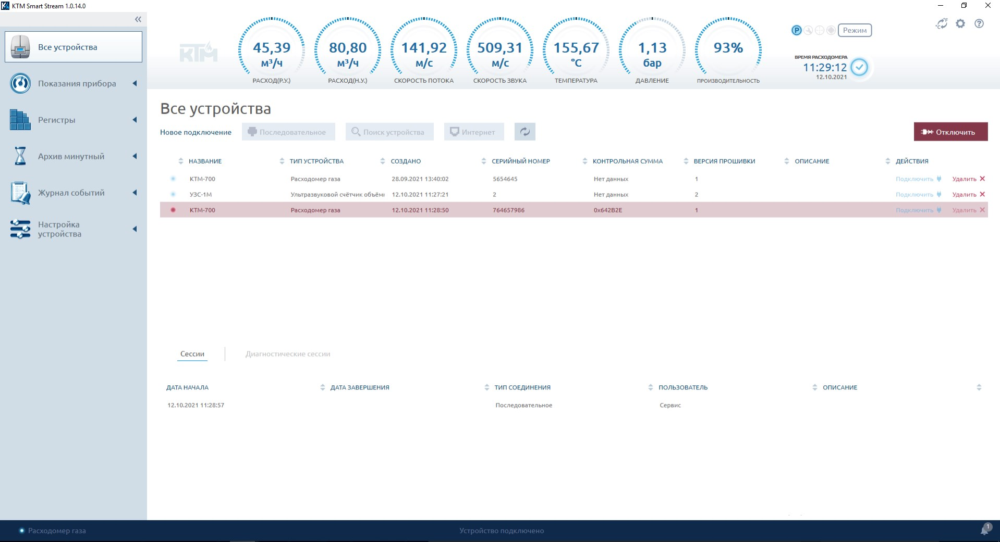 KTM Smart Stream 1.0.14.0
Все устройства
Показания прибора
Регистры
Архив минутный
Журнал событий
Настройка
устройства
КТМ
45,39
м³/ч
РАСХОД(Р.У.)
80,80
м³/ч
РАСХОД(Н.У.)
141,92
м/с
СКОРОСТЬ ПОТОКА
509,31
м/с
СКОРОСТЬ ЗВУКА
155,67
°C
ТЕМПЕРАТУРА
1,13
бар
ДАВЛЕНИЕ
93%
ПРОИЗВОДИТЕЛЬНОСТЬ
P
Режим
ВРЕМЯ РАСХОДОМЕРА
11:29:12
12.10.2021
°C °F
?
Все устройства
Новое подключение Последовательное Поиск устройства Интернет Отключить
НАЗВАНИЕ ТИП УСТРОЙСТВА СОЗДАНО СЕРИЙНЫЙ НОМЕР КОНТРОЛЬНАЯ СУММА ВЕРСИЯ ПРОШИВКИ ОПИСАНИЕ ДЕЙСТВИЯ
КТМ-700 Расходомер газа 28.09.2021 13:40:02 5654645 Нет данных 1 Подключить Удалить
УЗС-1М Ультразвуковой счётчик объёмн 12.10.2021 11:27:21 2 Нет данных 2 Подключить Удалить
КТМ-700 Расходомер газа 12.10.2021 11:28:50 764657986 0x642B2E 1 Подключить Удалить
Сессии Диагностические сессии
ДАТА НАЧАЛА ДАТА ЗАВЕРШЕНИЯ ТИП СОЕДИНЕНИЯ ПОЛЬЗОВАТЕЛЬ ОПИСАНИЕ
12.10.2021 11:28:57 Последовательное Сервис
Расходомер газа Устройство подключено 1